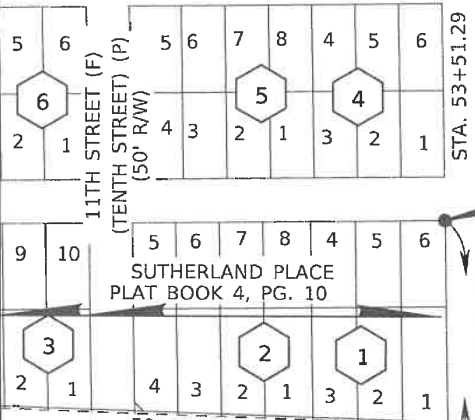 5 6 5 6 7 8 4 5 6
6 5 4
2 1 4 3 2 1 3 2 1
11TH STREET (F)
(TENTH STREET) (P)
(50' R/W)
STA. 53+51.29
9 10 5 6 7 8 4 5 6
SUTHERLAND PLACE
PLAT BOOK 4, PG. 10
3 2 1
2 1 4 3 2 1 3 2 1